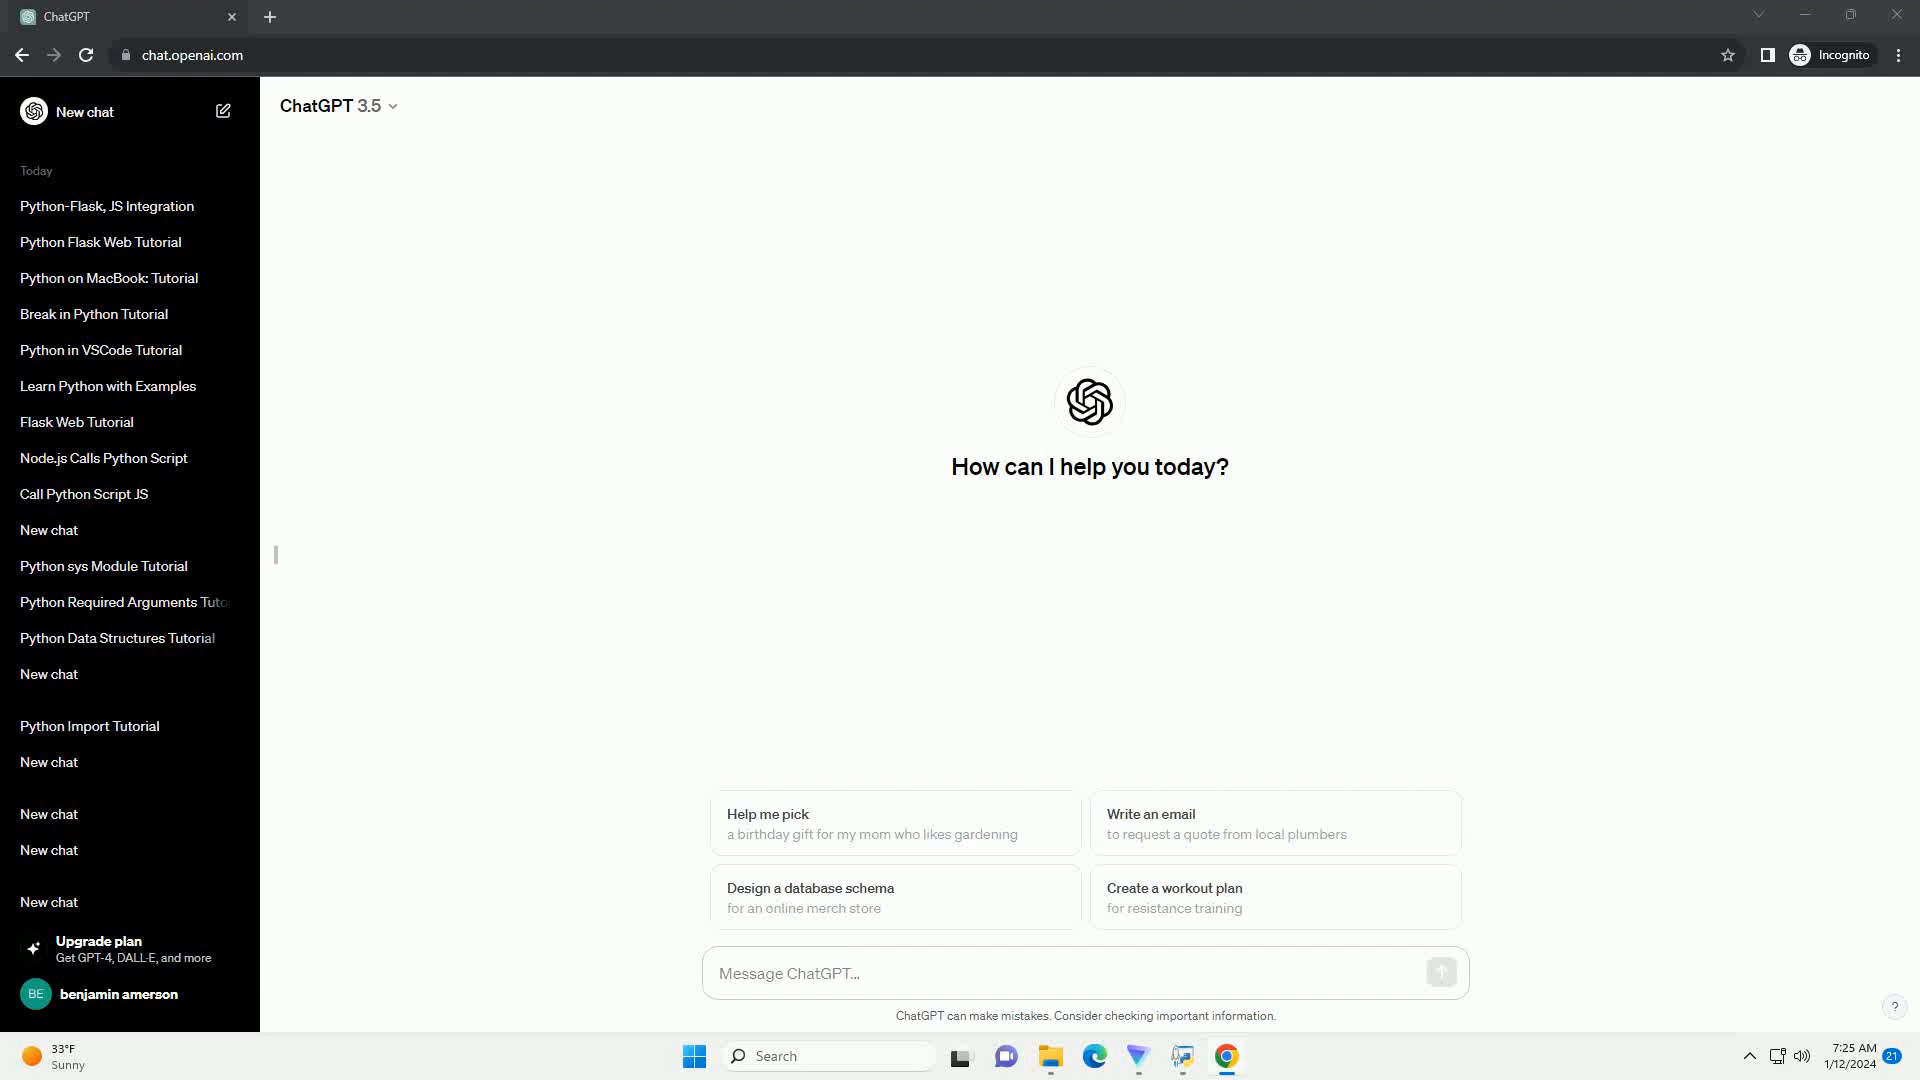 ChatGPT
chat.openai.com
Incognito
New chat
ChatGPT 3.5
Today
Python-Flask, JS Integration
Python Flask Web Tutorial
Python on MacBook: Tutorial
Break in Python Tutorial
Python in VSCode Tutorial
Learn Python with Examples
Flask Web Tutorial
Node.js Calls Python Script
Call Python Script JS
New chat
Python sys Module Tutorial
Python Required Arguments Tuto
Python Data Structures Tutorial
New chat
Python Import Tutorial
New chat
New chat
New chat
New chat
Upgrade plan
Get GPT-4, DALL·E, and more
BE
benjamin amerson
How can I help you today?
Help me pick
a birthday gift for my mom who likes gardening
Write an email
to request a quote from local plumbers
Design a database schema
for an online merch store
Create a workout plan
for resistance training
Message ChatGPT...
ChatGPT can make mistakes. Consider checking important information.
?
33°F
Sunny
Search
7:25 AM
1/12/2024
21